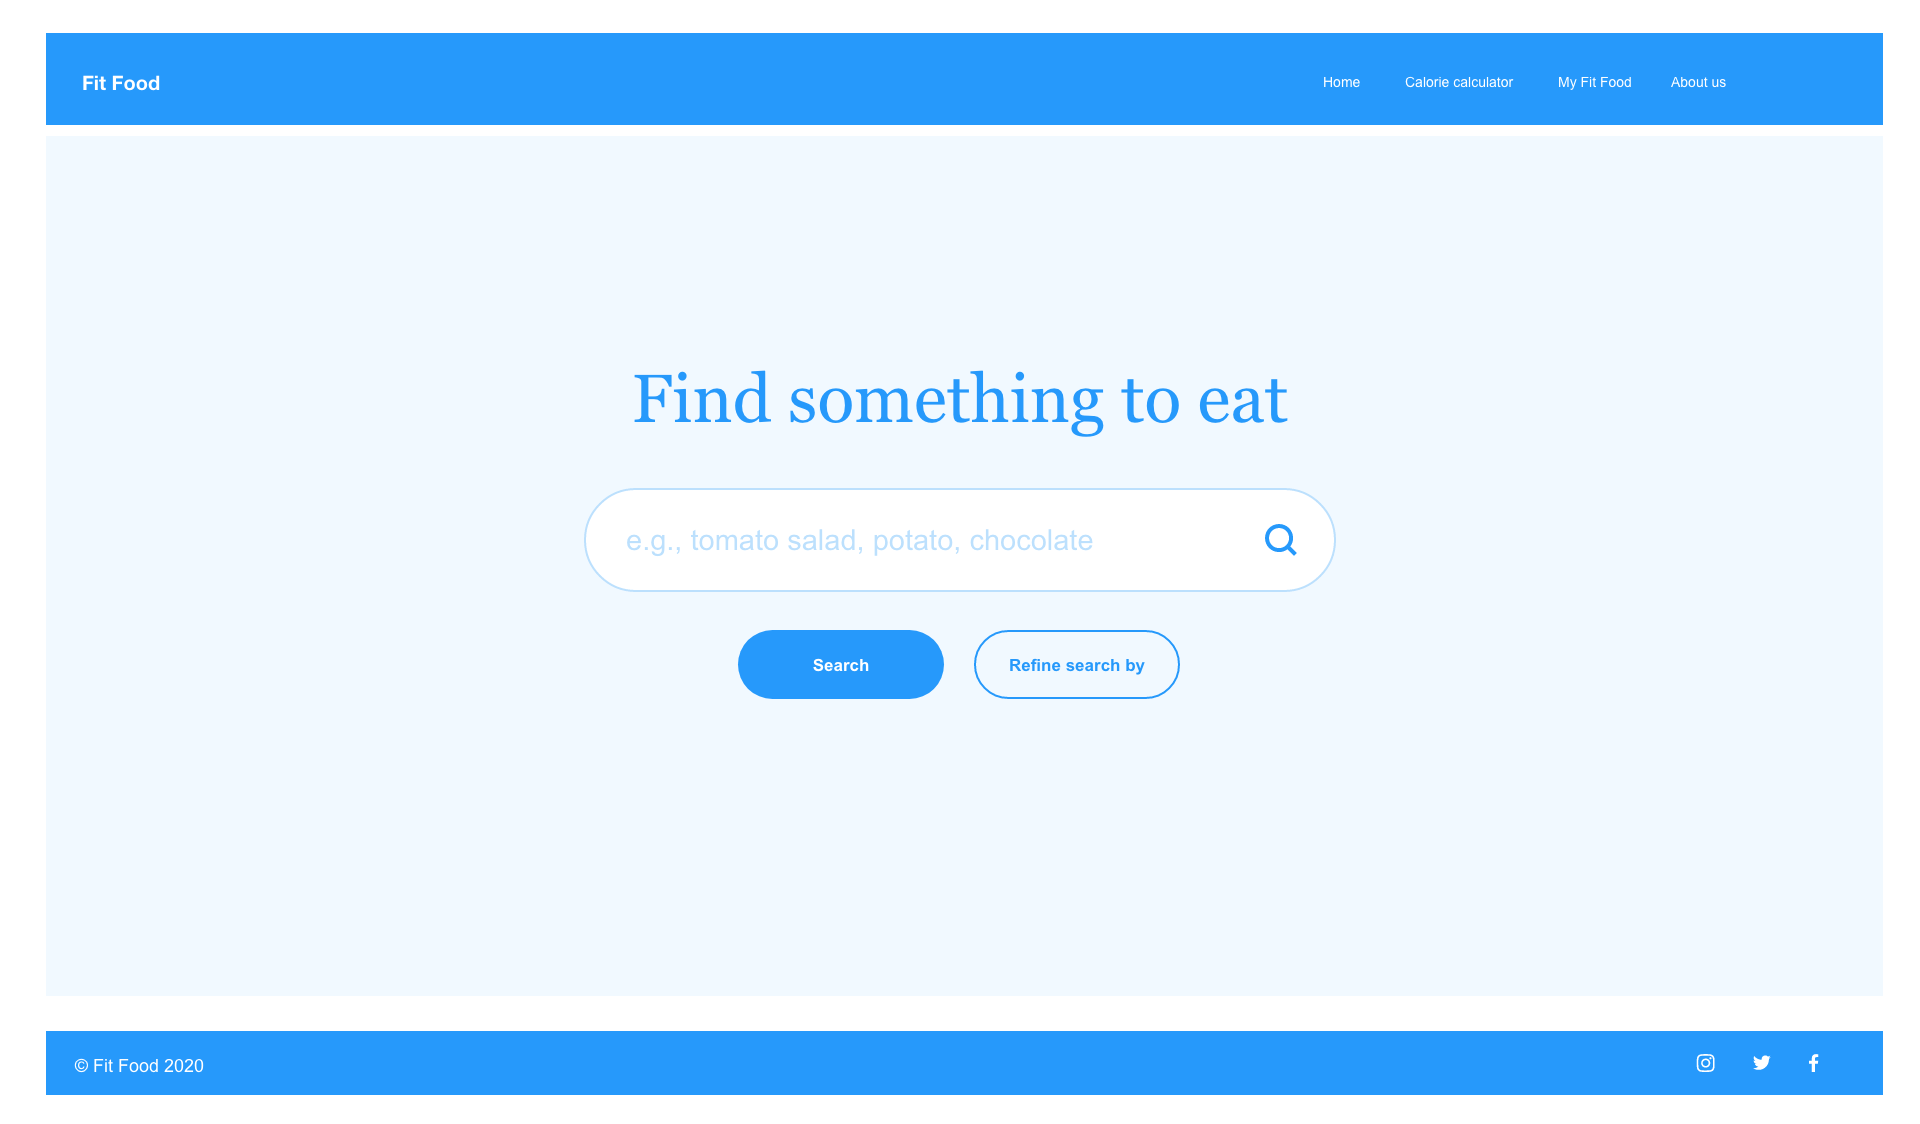 Fit Food
Home Calorie calculator My Fit Food About us
Find something to eat
e.g., tomato salad, potato, chocolate
Search Refine search by
© Fit Food 2020